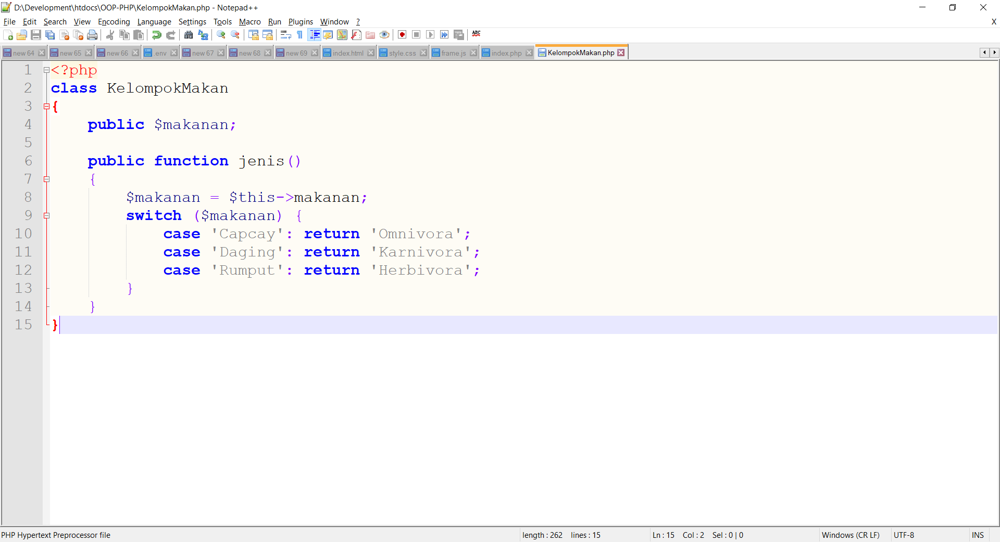 D:\Development\htdocs\OOP-PHP\KelompokMakan.php - Notepad++
File Edit Search View Encoding Language Settings Tools Macro Run Plugins Window ? X
ABC
new 64 new 65 new 66 .env new 67 new 68 new 69 index.html style.css frame.js index.php KelompokMakan.php
1 <?php
2 class KelompokMakan
3 {
4     public $makanan;
5
6     public function jenis()
7     {
8         $makanan = $this->makanan;
9         switch ($makanan) {
10             case 'Capcay': return 'Omnivora';
11             case 'Daging': return 'Karnivora';
12             case 'Rumput': return 'Herbivora';
13         }
14     }
15 }
PHP Hypertext Preprocessor file length : 262 lines : 15 Ln : 15 Col : 2 Sel : 0 | 0 Windows (CR LF) UTF-8 INS